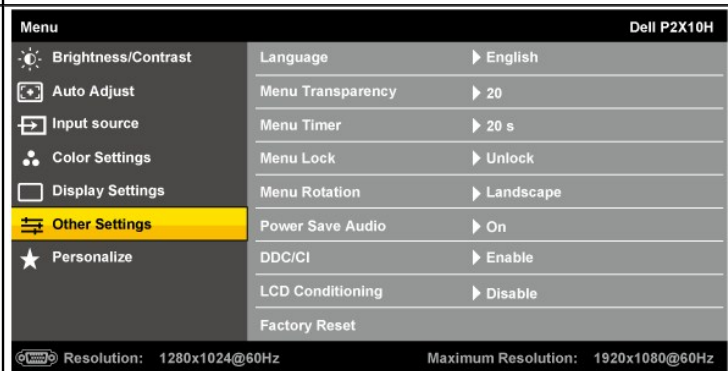 Menu Dell P2X10H
Brightness/Contrast Language English
Auto Adjust Menu Transparency 20
Input source Menu Timer 20 s
Color Settings Menu Lock Unlock
Display Settings Menu Rotation Landscape
Other Settings Power Save Audio On
Personalize DDC/CI Enable
LCD Conditioning Disable
Factory Reset
Resolution: 1280x1024@60Hz Maximum Resolution: 1920x1080@60Hz